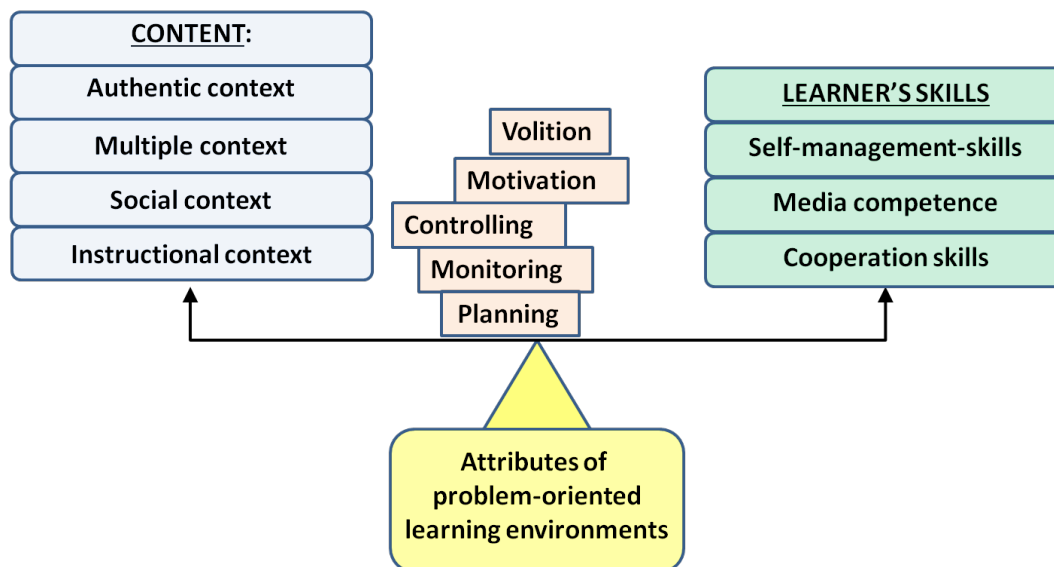 CONTENT:
Authentic context
Multiple context
Social context
Instructional context
Volition
Motivation
Controlling
Monitoring
Planning
LEARNER'S SKILLS
Self-management-skills
Media competence
Cooperation skills
Attributes of
problem-oriented
learning environments